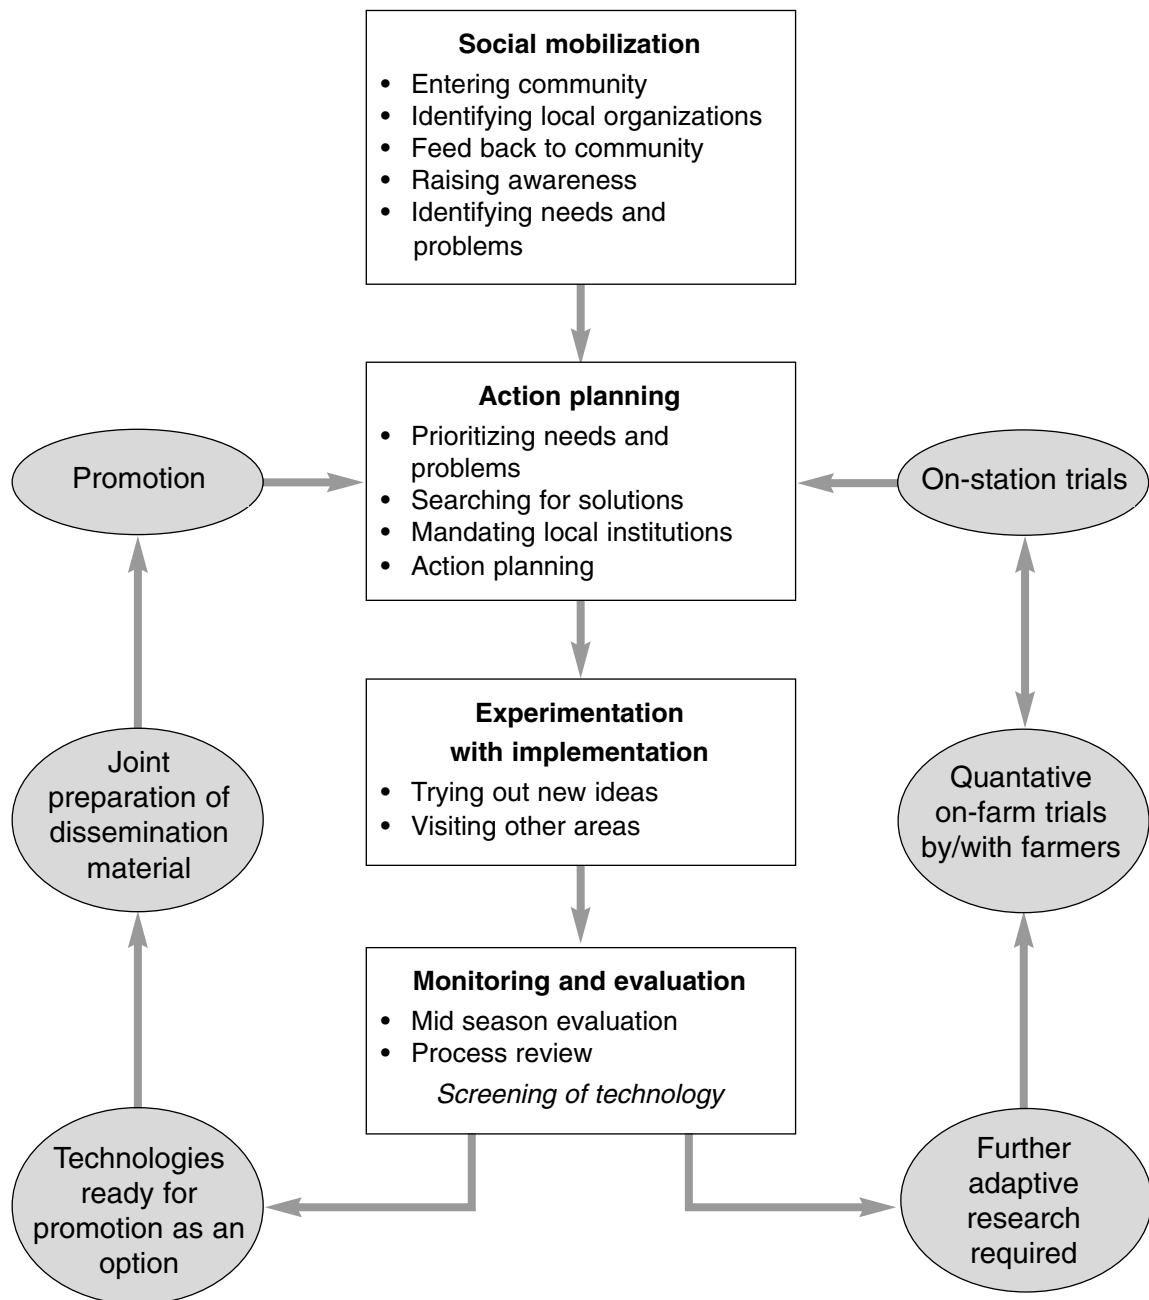 Social mobilization
• Entering community
• Identifying local organizations
• Feed back to community
• Raising awareness
• Identifying needs and
problems
Action planning
• Prioritizing needs and
problems
• Searching for solutions
• Mandating local institutions
• Action planning
Promotion
On-station trials
Experimentation
with implementation
• Trying out new ideas
• Visiting other areas
Joint
preparation of
dissemination
material
Quantative
on-farm trials
by/with farmers
Monitoring and evaluation
• Mid season evaluation
• Process review
Screening of technology
Technologies
ready for
promotion as an
option
Further
adaptive
research
required